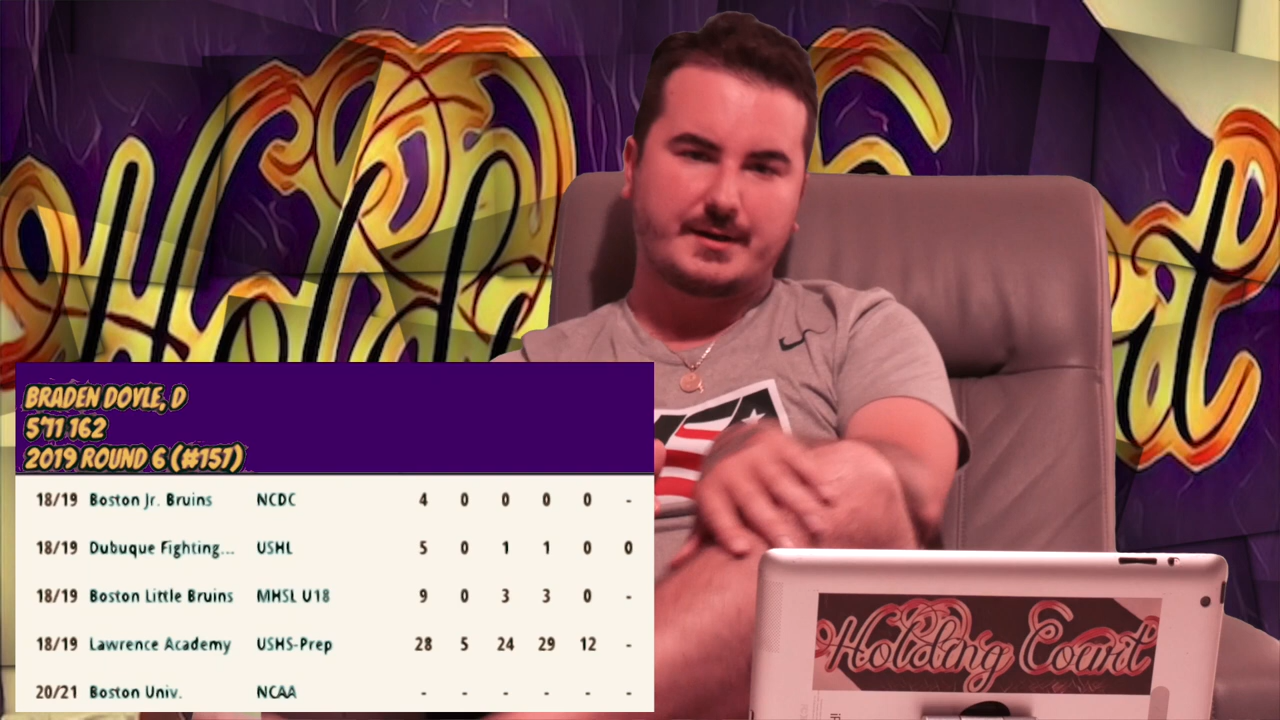 Holding Court
BRADEN DOYLE, D
5'11 162
2019 ROUND 6 (#157)
18/19 Boston Jr. Bruins NCDC 4 0 0 0 0 -
18/19 Dubuque Fighting... USHL 5 0 1 1 0 0
18/19 Boston Little Bruins MHSL U18 9 0 3 3 0 -
18/19 Lawrence Academy USHS-Prep 28 5 24 29 12 -
20/21 Boston Univ. NCAA - - - - - -
Holding Court